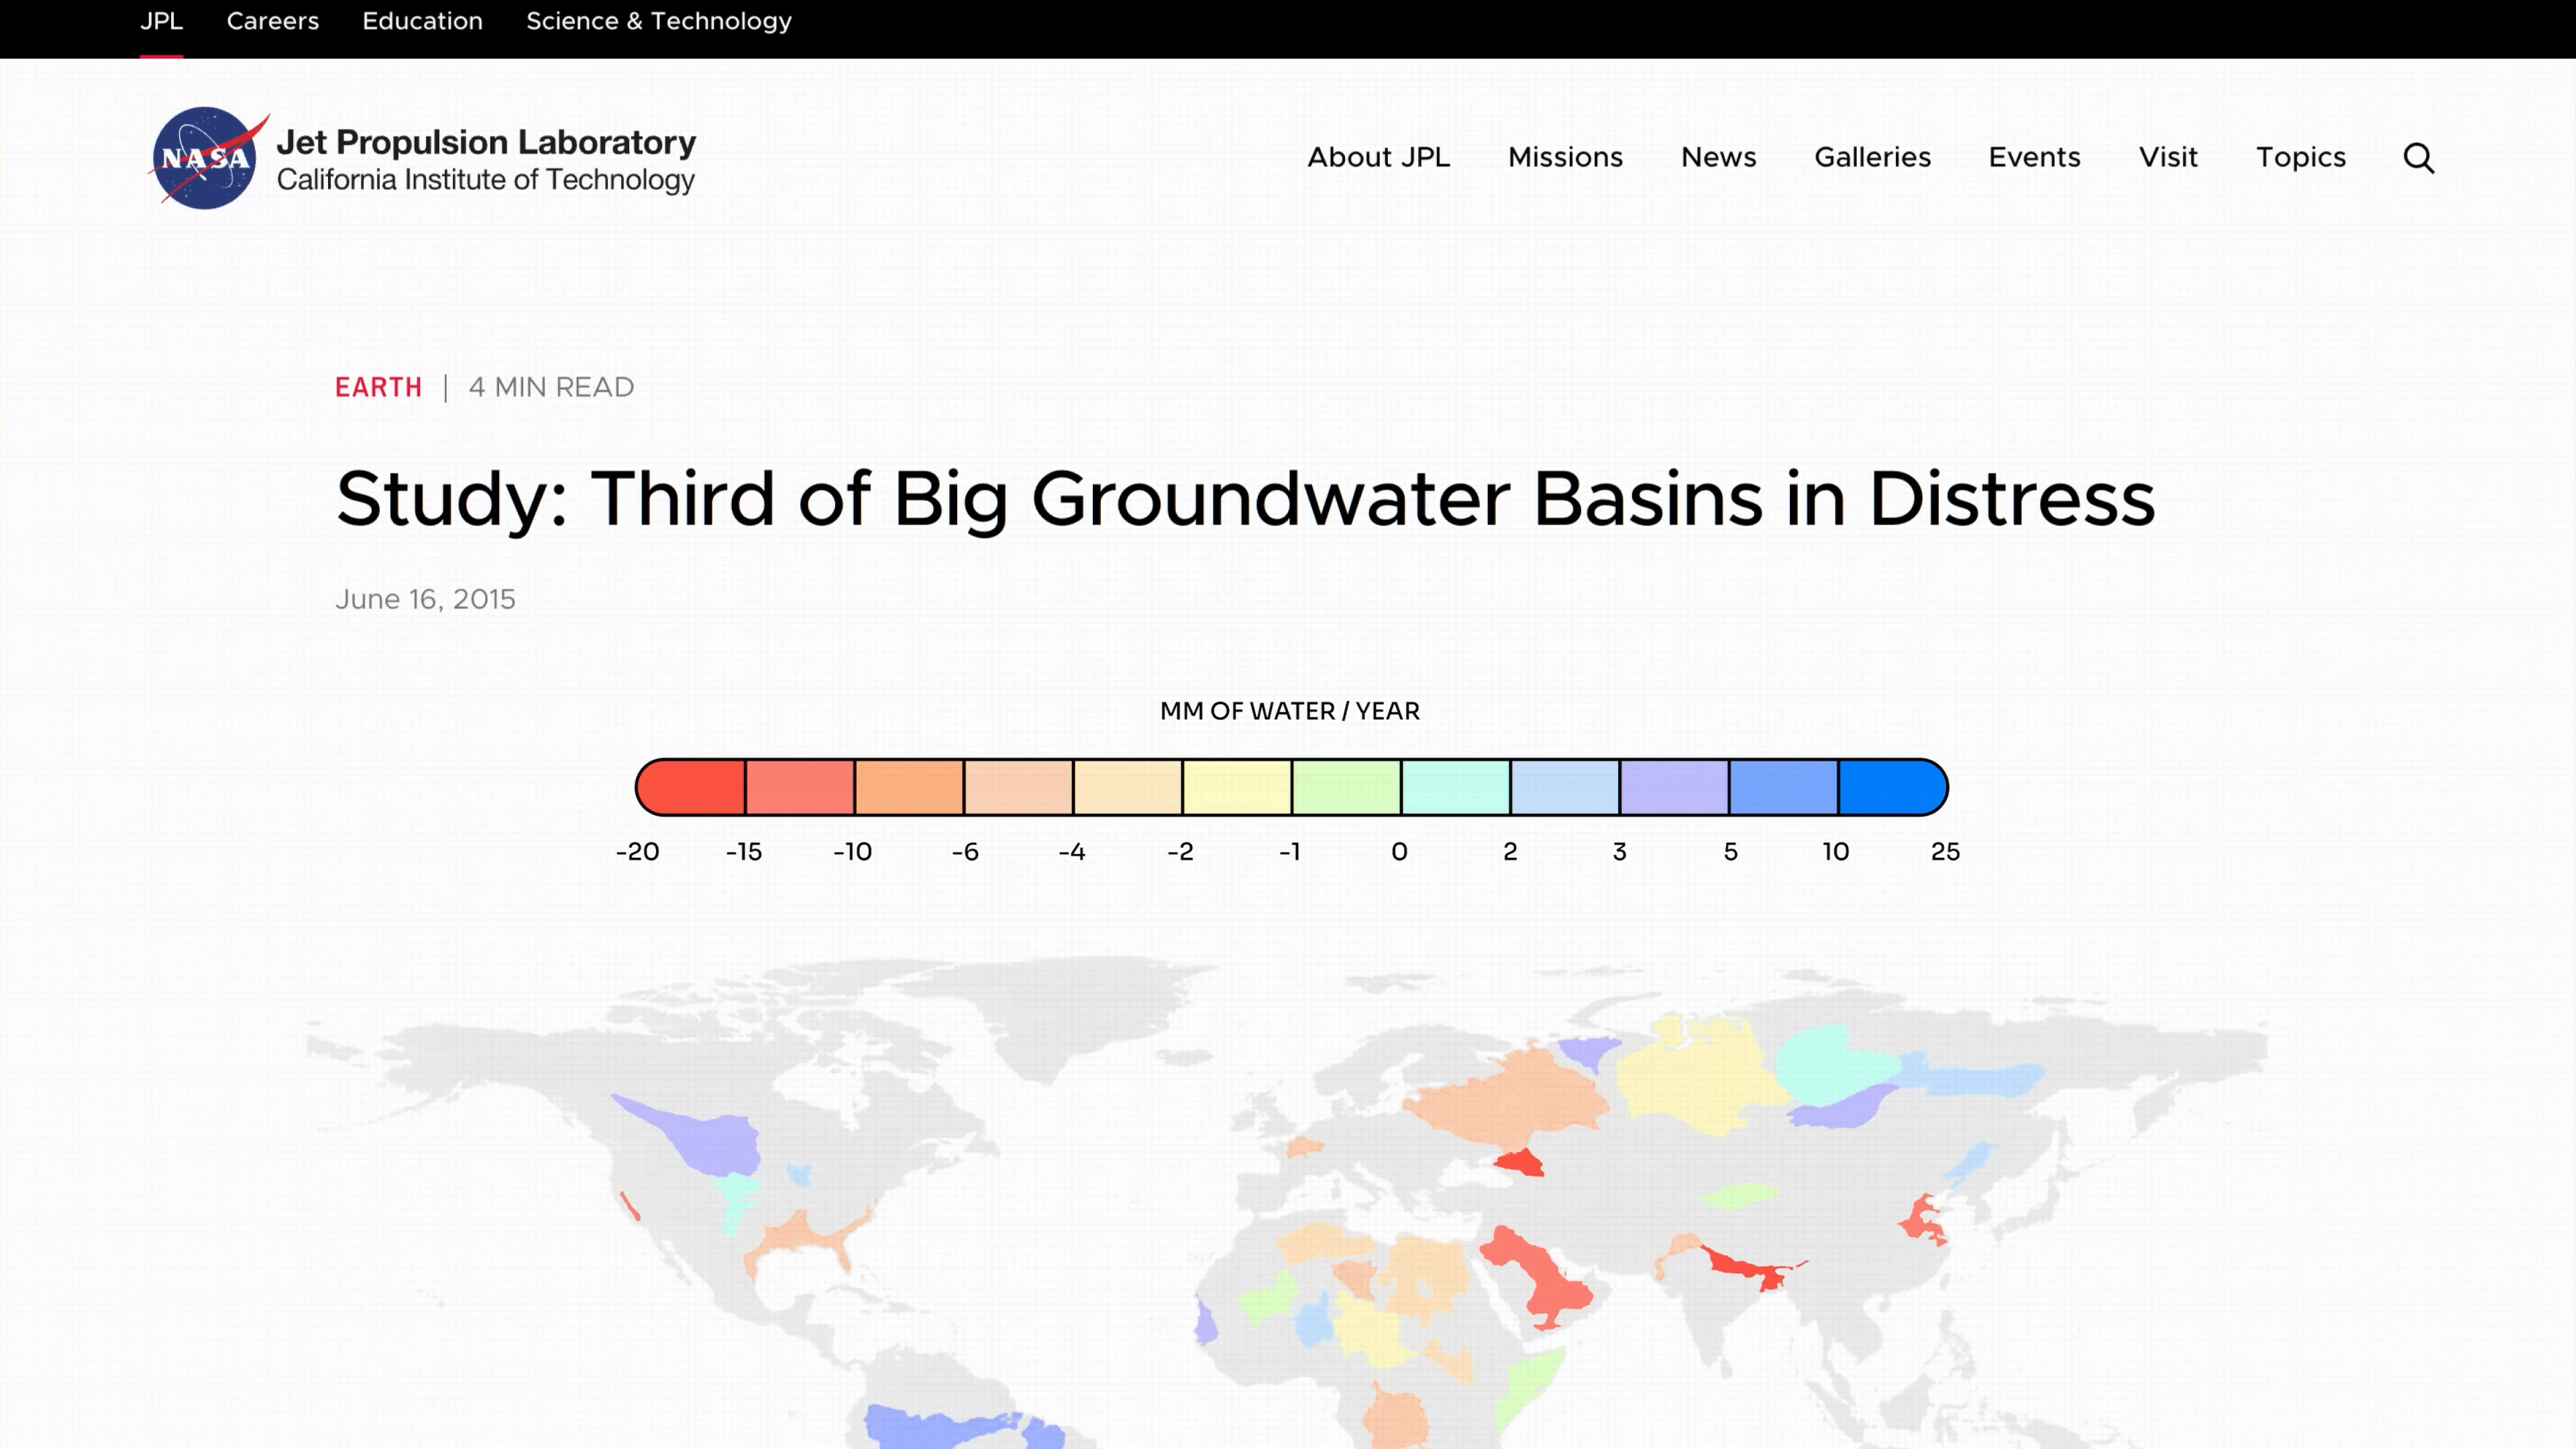 JPL Careers Education Science & Technology
NASA
Jet Propulsion Laboratory
California Institute of Technology
About JPL Missions News Galleries Events Visit Topics
EARTH | 4 MIN READ
Study: Third of Big Groundwater Basins in Distress
June 16, 2015
MM OF WATER / YEAR
-20 -15 -10 -6 -4 -2 -1 0 2 3 5 10 25